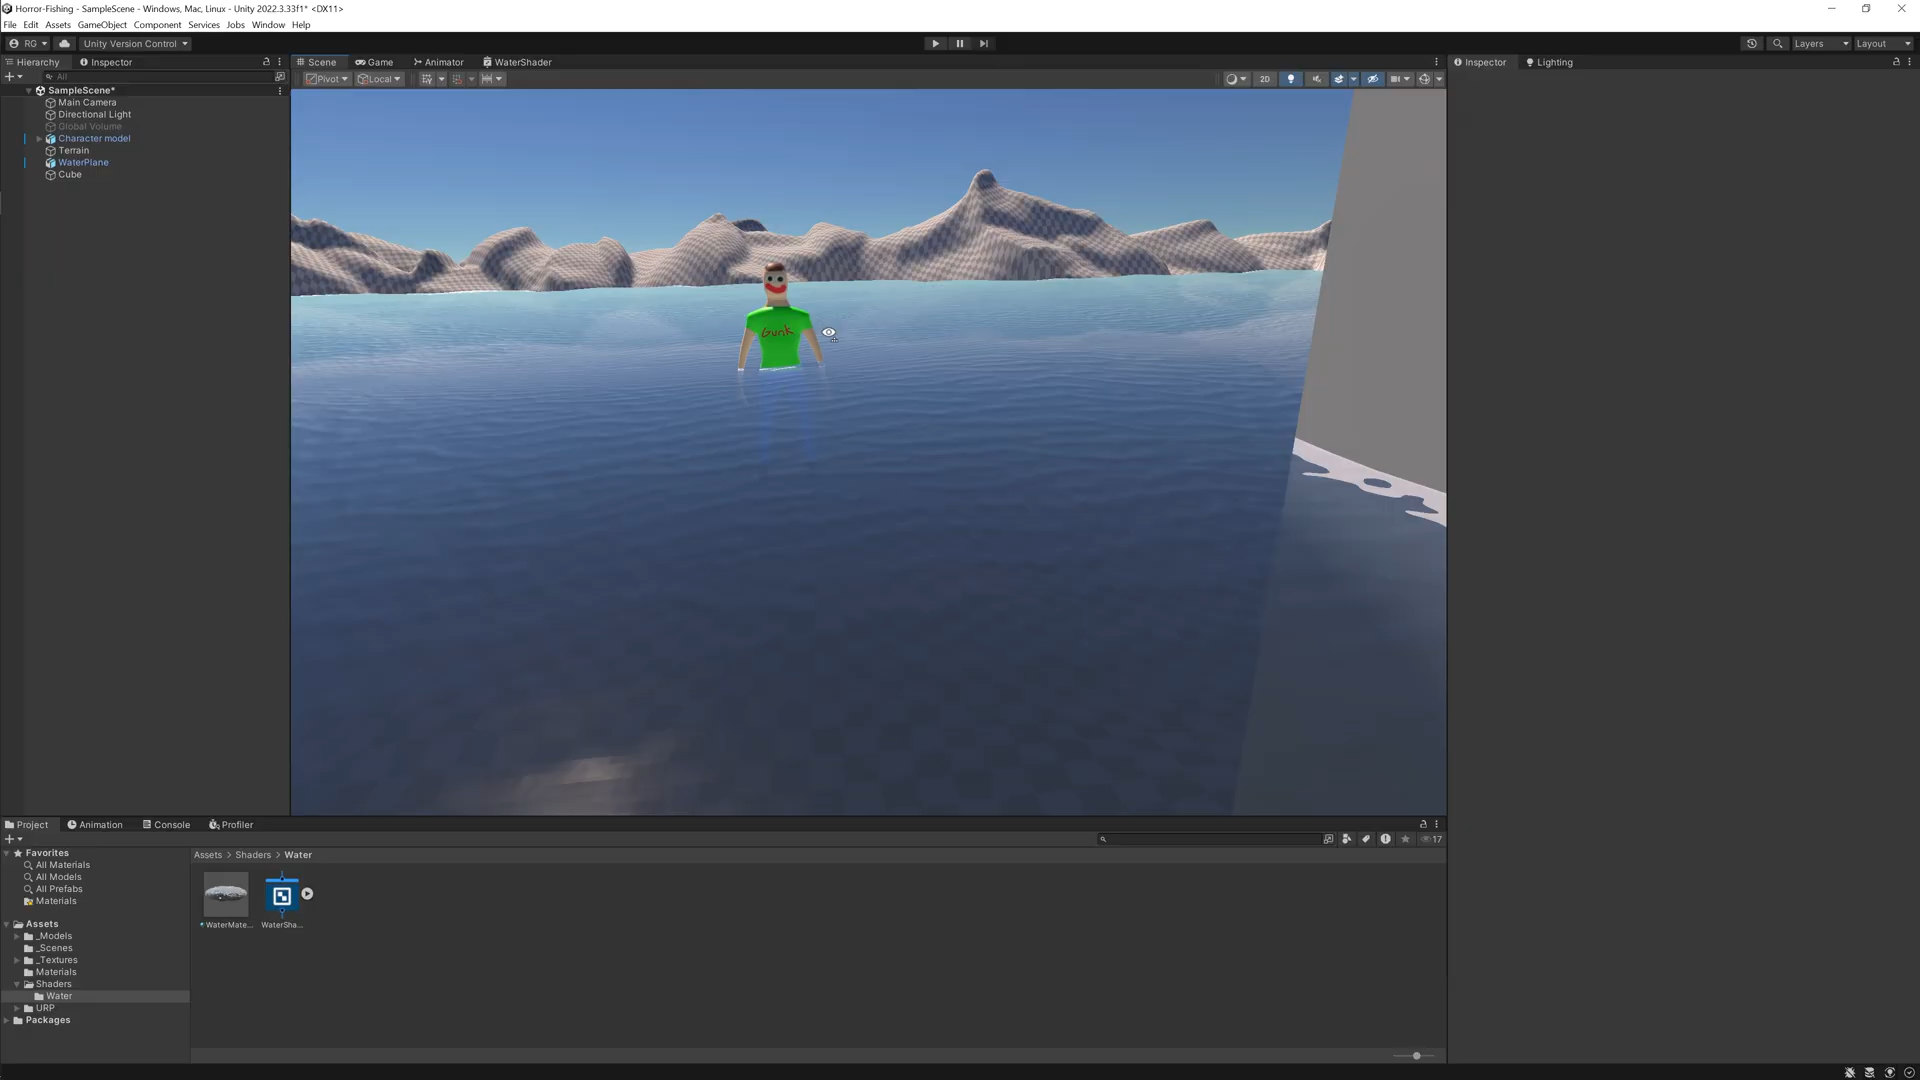 Horror-Fishing - SampleScene - Windows, Mac, Linux - Unity 2022.3.33f1* <DX11>
File Edit Assets GameObject Component Services Jobs Window Help
RG Unity Version Control Layers Layout
Hierarchy Inspector Scene Game Animator WaterShader Inspector Lighting
All Pivot Local 2D
SampleScene*
Main Camera
Directional Light
Global Volume
Character model
Terrain
WaterPlane
Cube
Gunk
Project Animation Console Profiler
17
Favorites
All Materials
All Models
All Prefabs
Materials
Assets
_Models
_Scenes
_Textures
Materials
Shaders
Water
URP
Packages
Assets > Shaders > Water
WaterMate... WaterSha...